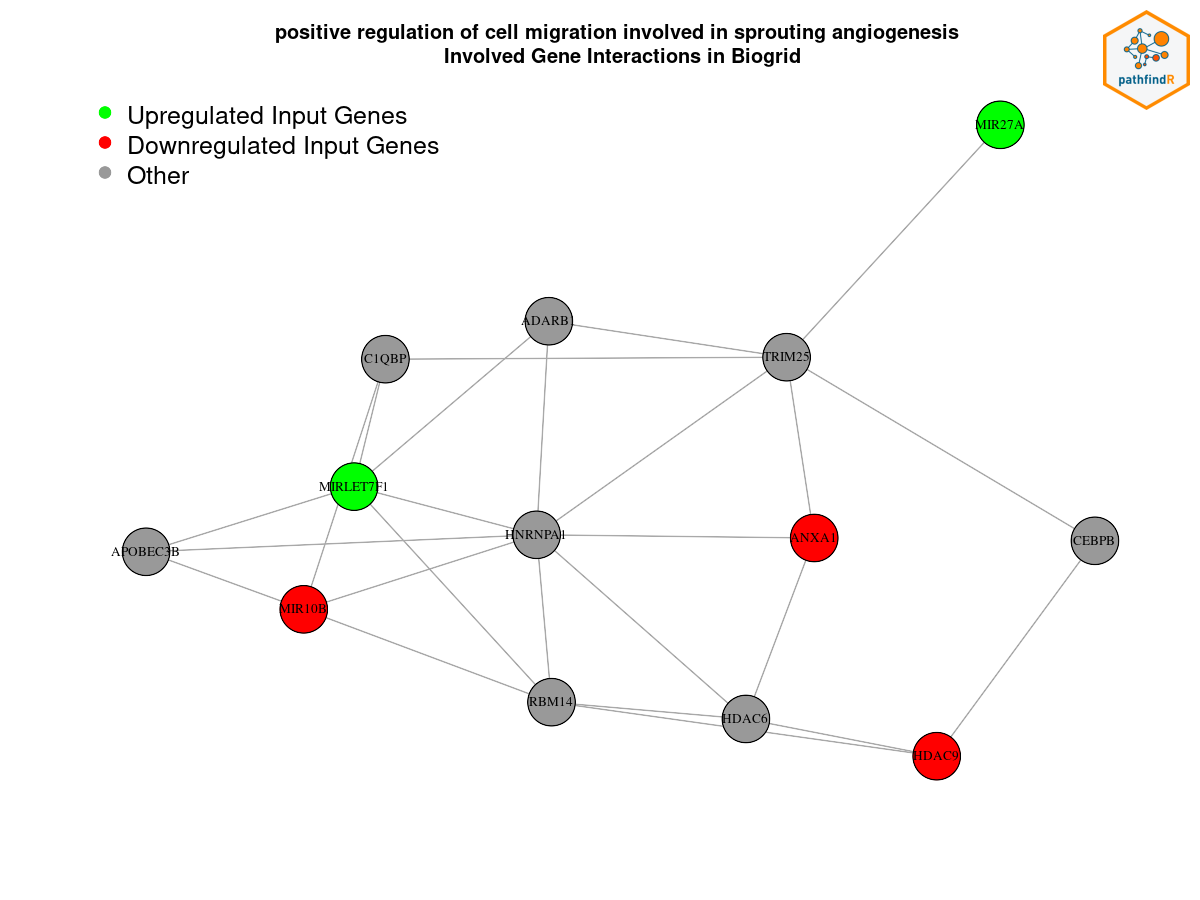 positive regulation of cell migration involved in sprouting angiogenesis
Involved Gene Interactions in Biogrid
pathfindR
Upregulated Input Genes
Downregulated Input Genes
Other
MIR27A
ADARB1
TRIM25
C1QBP
MIRLET7F1
HNRNPA1
ANXA1
CEBPB
APOBEC3B
MIR10B
RBM14
HDAC6
HDAC9